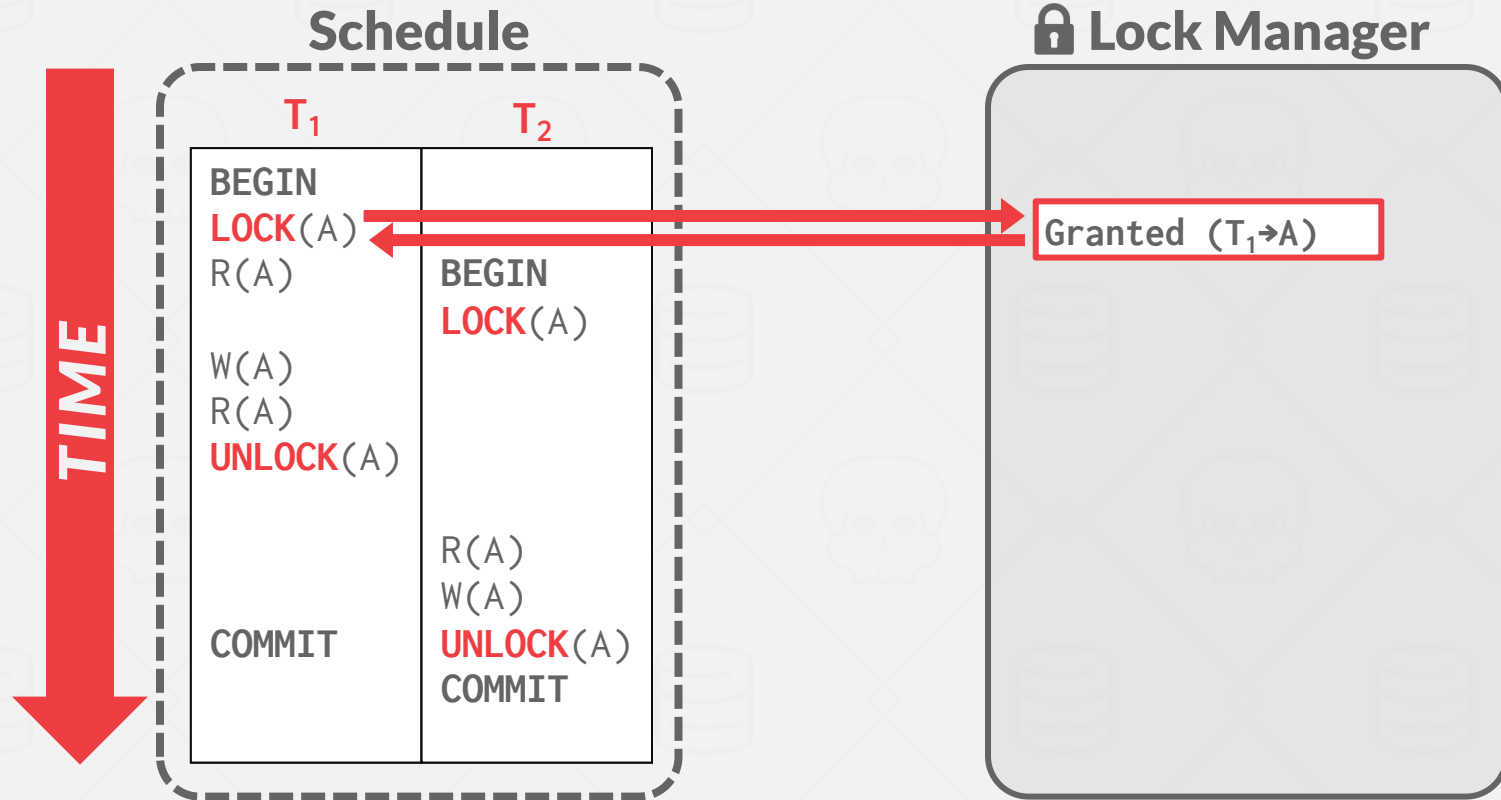 Schedule
Lock Manager
TIME
T₁ T₂
BEGIN
LOCK(A)
Granted (T₁→A)
R(A) BEGIN
LOCK(A)
W(A)
R(A)
UNLOCK(A)
R(A)
W(A)
COMMIT UNLOCK(A)
COMMIT